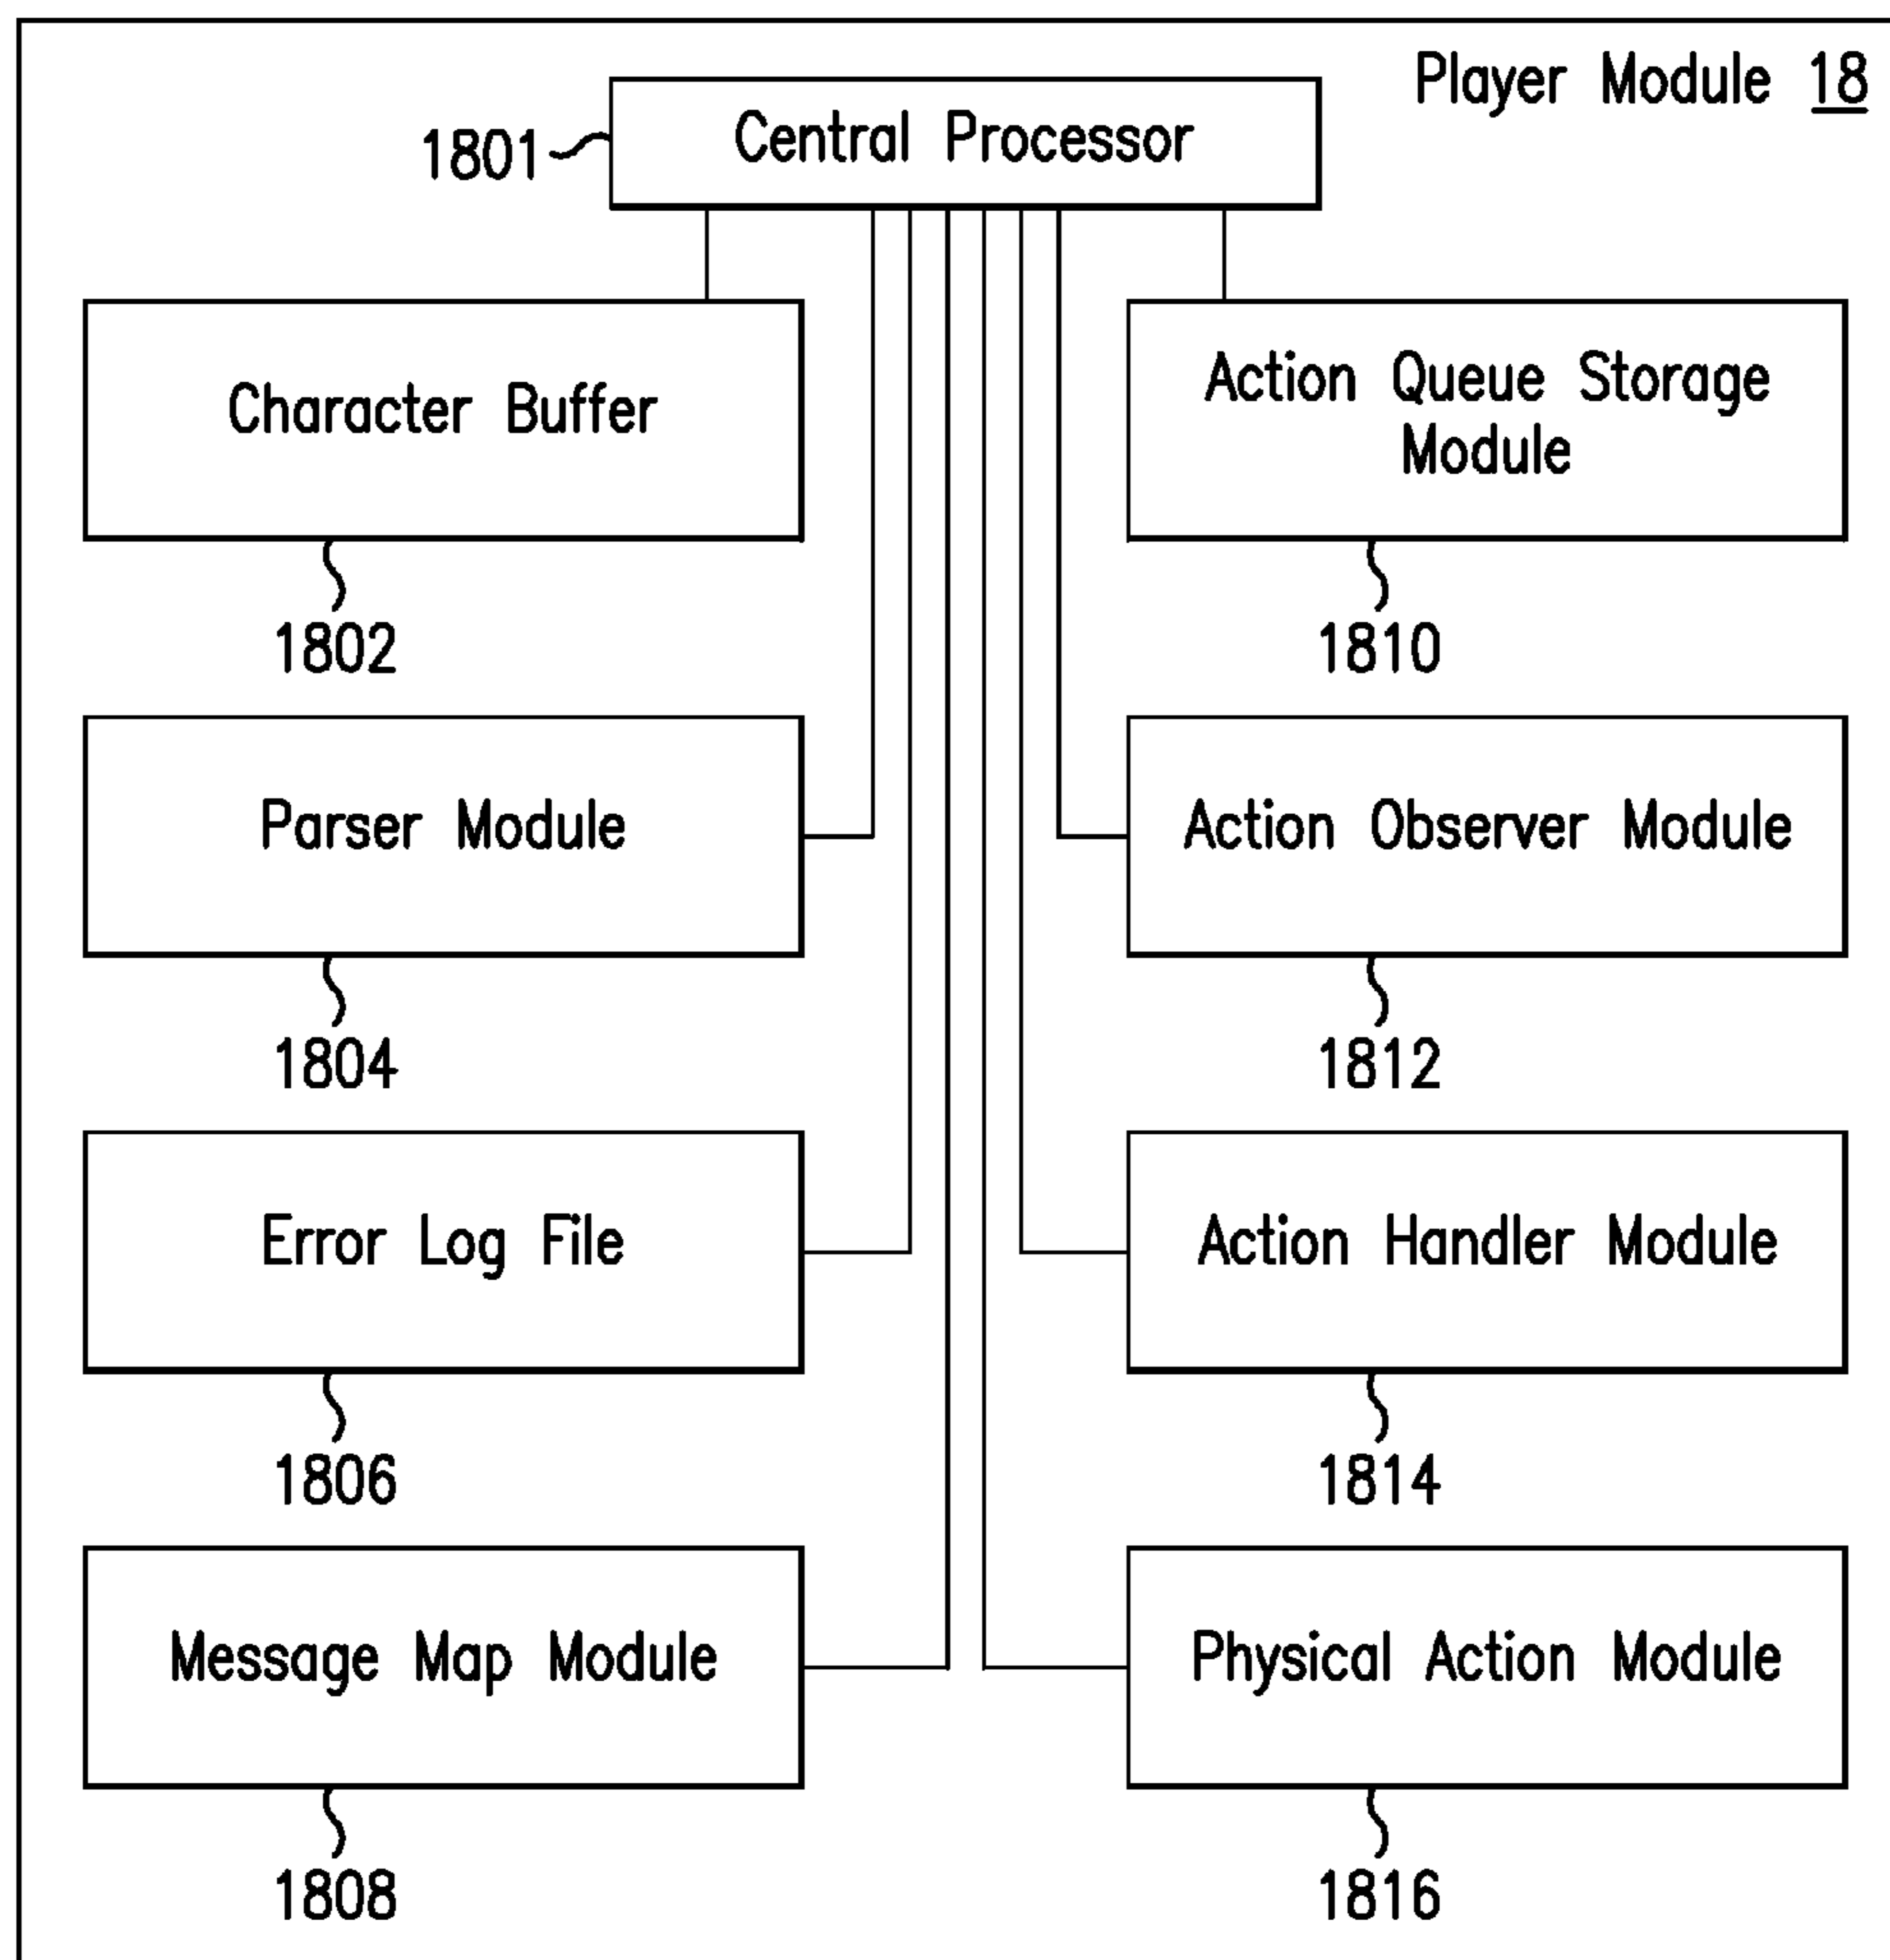 Player Module 18
Central Processor
1801
Character Buffer
1802
Parser Module
1804
Error Log File
1806
Message Map Module
1808
Action Queue Storage
Module
1810
Action Observer Module
1812
Action Handler Module
1814
Physical Action Module
1816